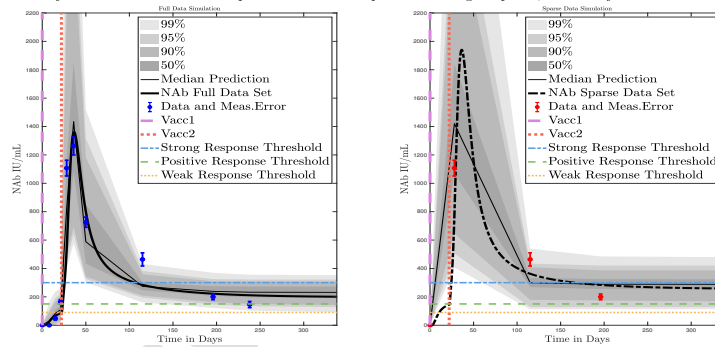 Full Data Simulation
99%
95%
90%
50%
Median Prediction
NAb Full Data Set
Data and Meas.Error
Vacc1
Vacc2
Strong Response Threshold
Positive Response Threshold
Weak Response Threshold
NAb IU/mL
2200
2000
1800
1600
1400
1200
1000
800
600
400
200
0
0 50 100 150 200 250 300
Time in Days
Sparse Data Simulation
99%
95%
90%
50%
Median Prediction
NAb Sparse Data Set
Data and Meas.Error
Vacc1
Vacc2
Strong Response Threshold
Positive Response Threshold
Weak Response Threshold
NAb IU/mL
2200
2000
1800
1600
1400
1200
1000
800
600
400
200
0
0 50 100 150 200 250 300
Time in Days